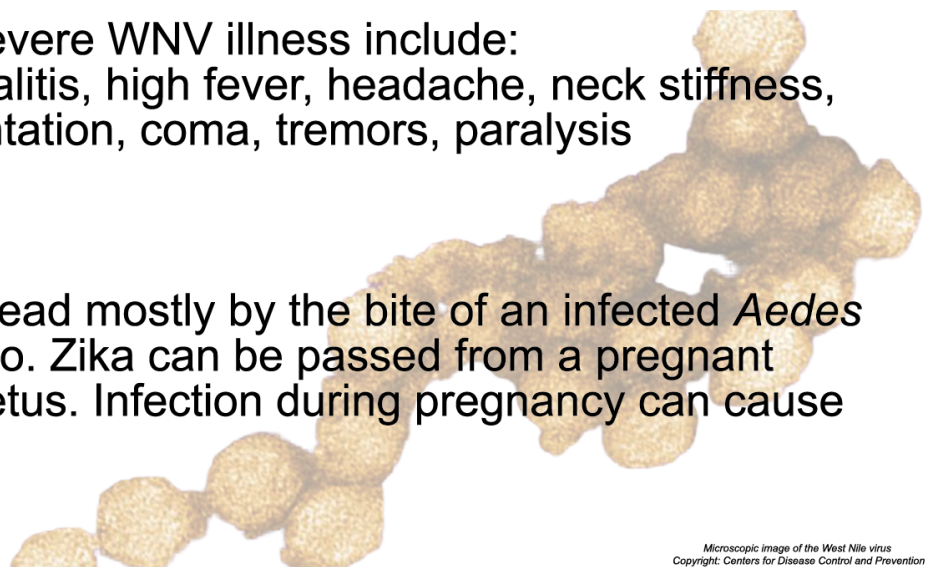 evere WNV illness include:
alitis, high fever, headache, neck stiffness,
ntation, coma, tremors, paralysis
ead mostly by the bite of an infected Aedes
o. Zika can be passed from a pregnant
etus. Infection during pregnancy can cause
Microscopic image of the West Nile virus
Copyright: Centers for Disease Control and Prevention